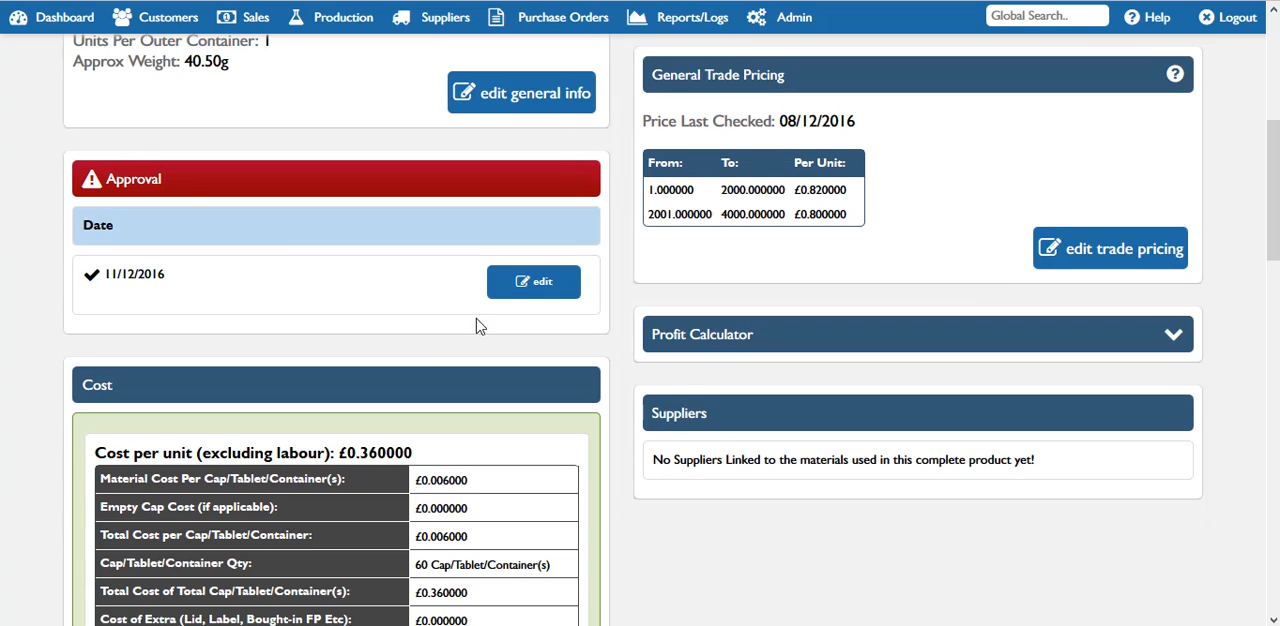 Dashboard Customers Sales Production Suppliers Purchase Orders Reports/Logs Admin Global Search.. Help Logout
Units Per Outer Container: 1
Approx Weight: 40.50g
edit general info
Approval
Date
11/12/2016
edit
Cost
Cost per unit (excluding labour): £0.360000
Material Cost Per Cap/Tablet/Container(s): £0.006000
Empty Cap Cost (if applicable): £0.000000
Total Cost per Cap/Tablet/Container: £0.006000
Cap/Tablet/Container Qty: 60 Cap/Tablet/Container(s)
Total Cost of Total Cap/Tablet/Container(s): £0.360000
Cost of Extra (Lid, Label, Bought-in FP Etc): £0.000000
General Trade Pricing ?
Price Last Checked: 08/12/2016
From: To: Per Unit:
1.000000 2000.000000 £0.820000
2001.000000 4000.000000 £0.800000
edit trade pricing
Profit Calculator
Suppliers
No Suppliers Linked to the materials used in this complete product yet!